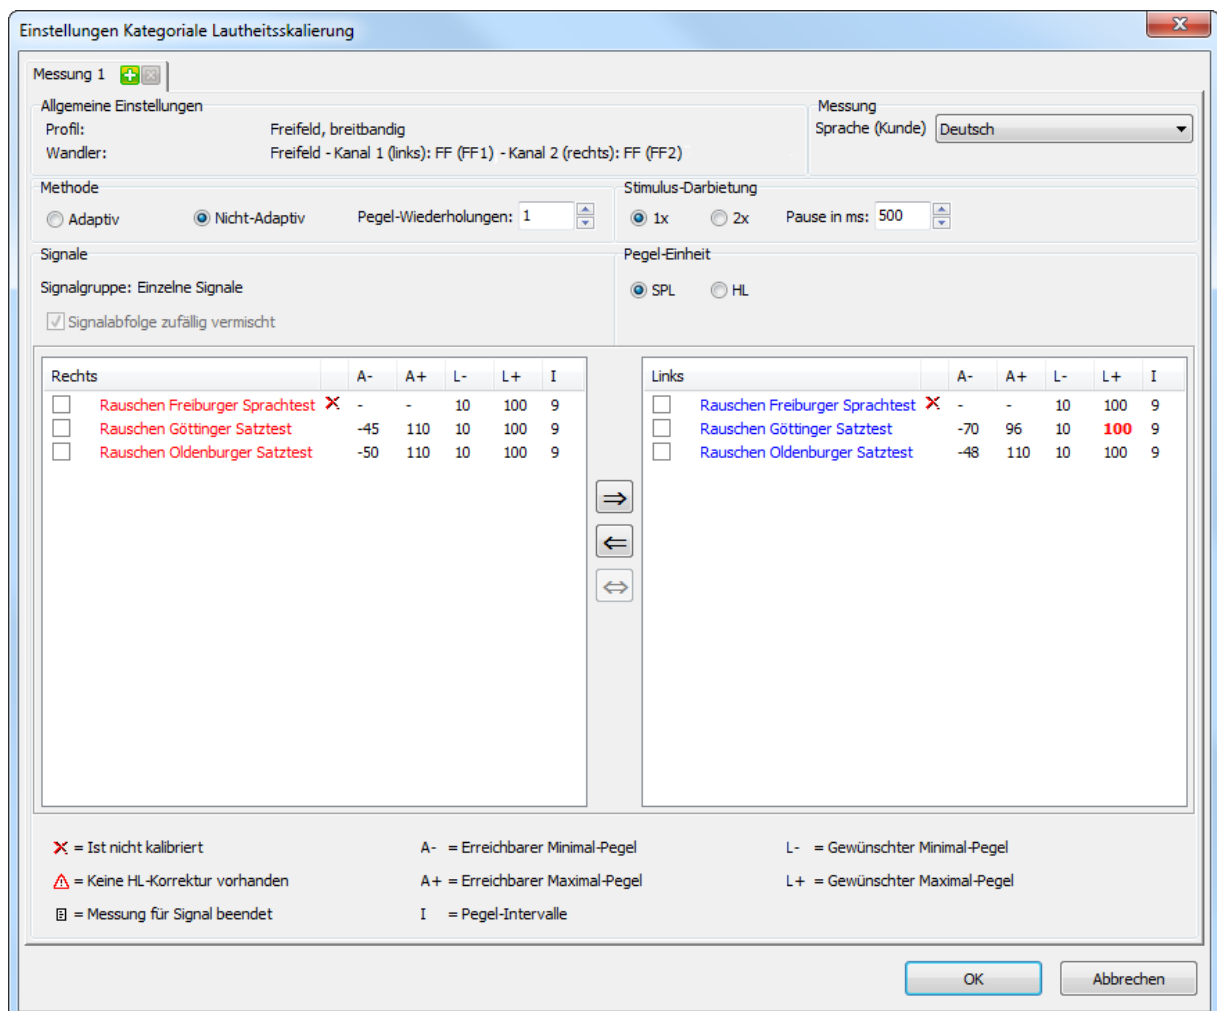 Einstellungen Kategoriale Lautheitsskalierung
Messung 1
Allgemeine Einstellungen
Profil: Freifeld, breitbandig
Wandler: Freifeld - Kanal 1 (links): FF (FF1) - Kanal 2 (rechts): FF (FF2)
Messung
Sprache (Kunde) Deutsch
Methode
Adaptiv Nicht-Adaptiv Pegel-Wiederholungen: 1
Stimulus-Darbietung
1x 2x Pause in ms: 500
Signale
Signalgruppe: Einzelne Signale
Signalabfolge zufällig vermischt
Pegel-Einheit
SPL HL
Rechts A- A+ L- L+ I
Rauschen Freiburger Sprachtest - - 10 100 9
Rauschen Göttinger Satztest -45 110 10 100 9
Rauschen Oldenburger Satztest -50 110 10 100 9
Links A- A+ L- L+ I
Rauschen Freiburger Sprachtest - - 10 100 9
Rauschen Göttinger Satztest -70 96 10 100 9
Rauschen Oldenburger Satztest -48 110 10 100 9
= Ist nicht kalibriert A- = Erreichbarer Minimal-Pegel L- = Gewünschter Minimal-Pegel
= Keine HL-Korrektur vorhanden A+ = Erreichbarer Maximal-Pegel L+ = Gewünschter Maximal-Pegel
= Messung für Signal beendet I = Pegel-Intervalle
OK Abbrechen